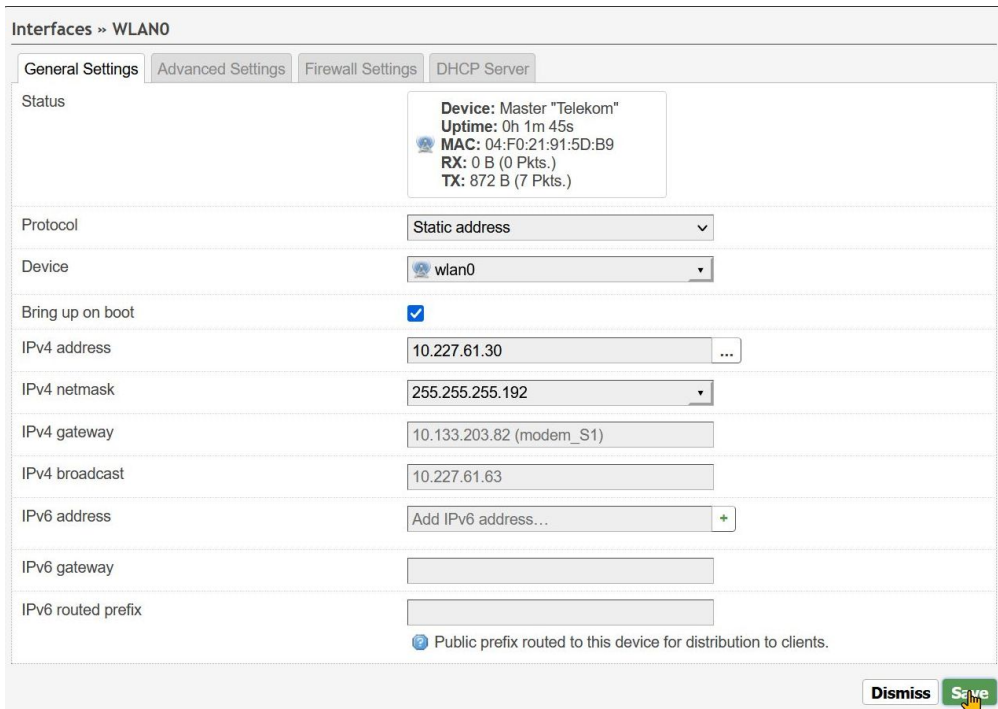 Interfaces » WLAN0
General Settings Advanced Settings Firewall Settings DHCP Server
Status
Device: Master "Telekom"
Uptime: 0h 1m 45s
MAC: 04:F0:21:91:5D:B9
RX: 0 B (0 Pkts.)
TX: 872 B (7 Pkts.)
Protocol Static address
Device wlan0
Bring up on boot
IPv4 address 10.227.61.30 ...
IPv4 netmask 255.255.255.192
IPv4 gateway 10.133.203.82 (modem_S1)
IPv4 broadcast 10.227.61.63
IPv6 address Add IPv6 address… +
IPv6 gateway
IPv6 routed prefix
Public prefix routed to this device for distribution to clients.
Dismiss Save